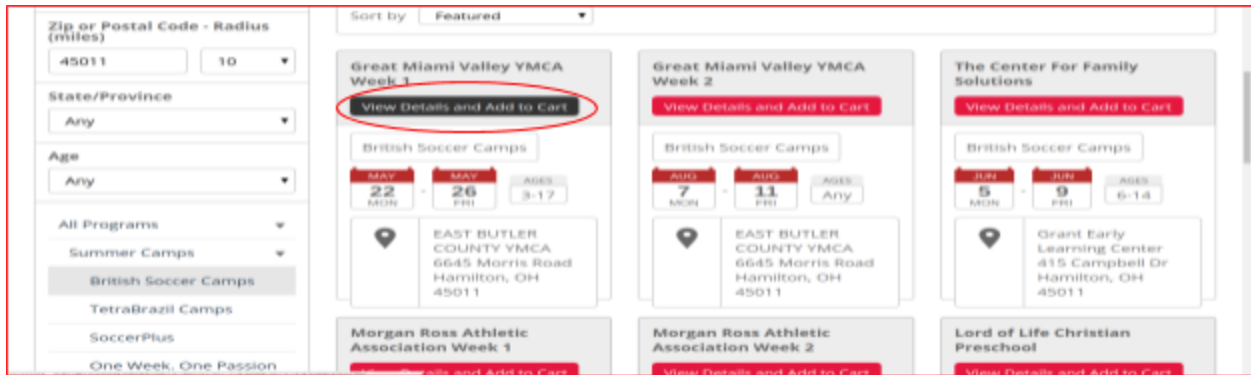 Zip or Postal Code - Radius
(miles)
45011
10
State/Province
Any
Age
Any
All Programs
Summer Camps
British Soccer Camps
TetraBrazil Camps
SoccerPlus
One Week, One Passion
Sort by Featured
Great Miami Valley YMCA
Week 1
View Details and Add to Cart
British Soccer Camps
MAY
22
MON
-
MAY
26
FRI
AGES
3-17
EAST BUTLER
COUNTY YMCA
6645 Morris Road
Hamilton, OH
45011
Great Miami Valley YMCA
Week 2
View Details and Add to Cart
British Soccer Camps
AUG
7
MON
-
AUG
11
FRI
AGES
Any
EAST BUTLER
COUNTY YMCA
6645 Morris Road
Hamilton, OH
45011
The Center For Family
Solutions
View Details and Add to Cart
British Soccer Camps
JUN
5
MON
-
JUN
9
FRI
AGES
6-14
Grant Early
Learning Center
415 Campbell Dr
Hamilton, OH
45011
Morgan Ross Athletic
Association Week 1
View Details and Add to Cart
Morgan Ross Athletic
Association Week 2
View Details and Add to Cart
Lord of Life Christian
Preschool
View Details and Add to Cart